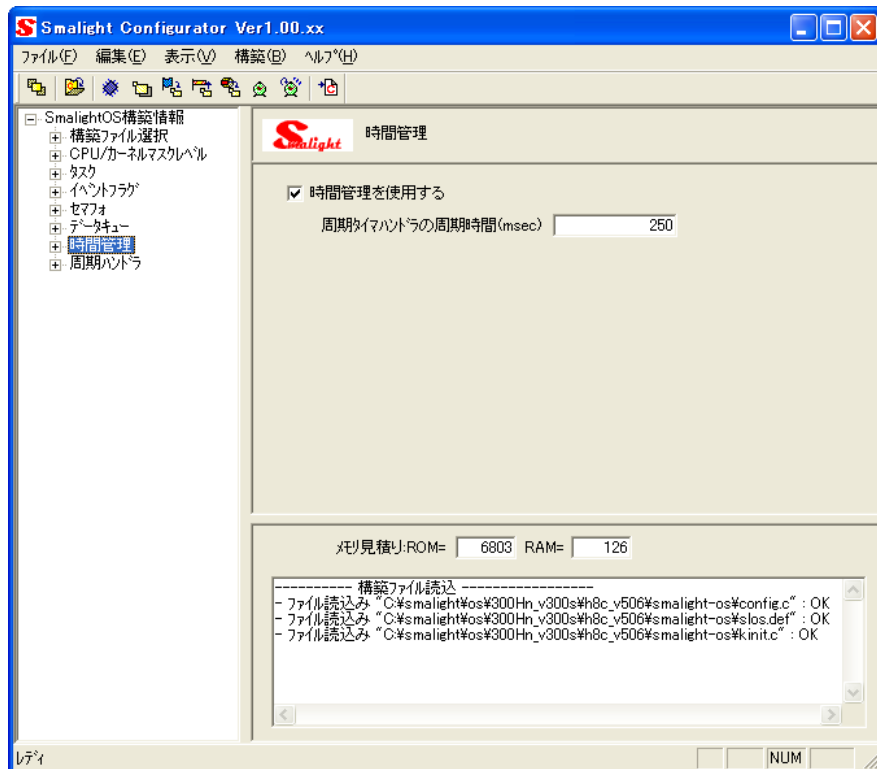 Smalight Configurator Ver1.00.xx
ファイル(F) 編集(E) 表示(V) 構築(B) ヘルプ(H)
SmalightOS構築情報
構築ファイル選択
CPU/カーネルマスクレベル
タスク
イベントフラグ
セマフォ
データキュー
時間管理
周期ハンドラ
Smalight 時間管理
時間管理を使用する
周期タイマハンドラの周期時間(msec) 250
メモリ見積り:ROM= 6803 RAM= 126
---------- 構築ファイル読込 -----------------
- ファイル読込み "C:¥smalight¥os¥300Hn_v300s¥h8c_v506¥smalight-os¥config.c" : OK
- ファイル読込み "C:¥smalight¥os¥300Hn_v300s¥h8c_v506¥smalight-os¥slos.def" : OK
- ファイル読込み "C:¥smalight¥os¥300Hn_v300s¥h8c_v506¥smalight-os¥kinit.c" : OK
レディ NUM